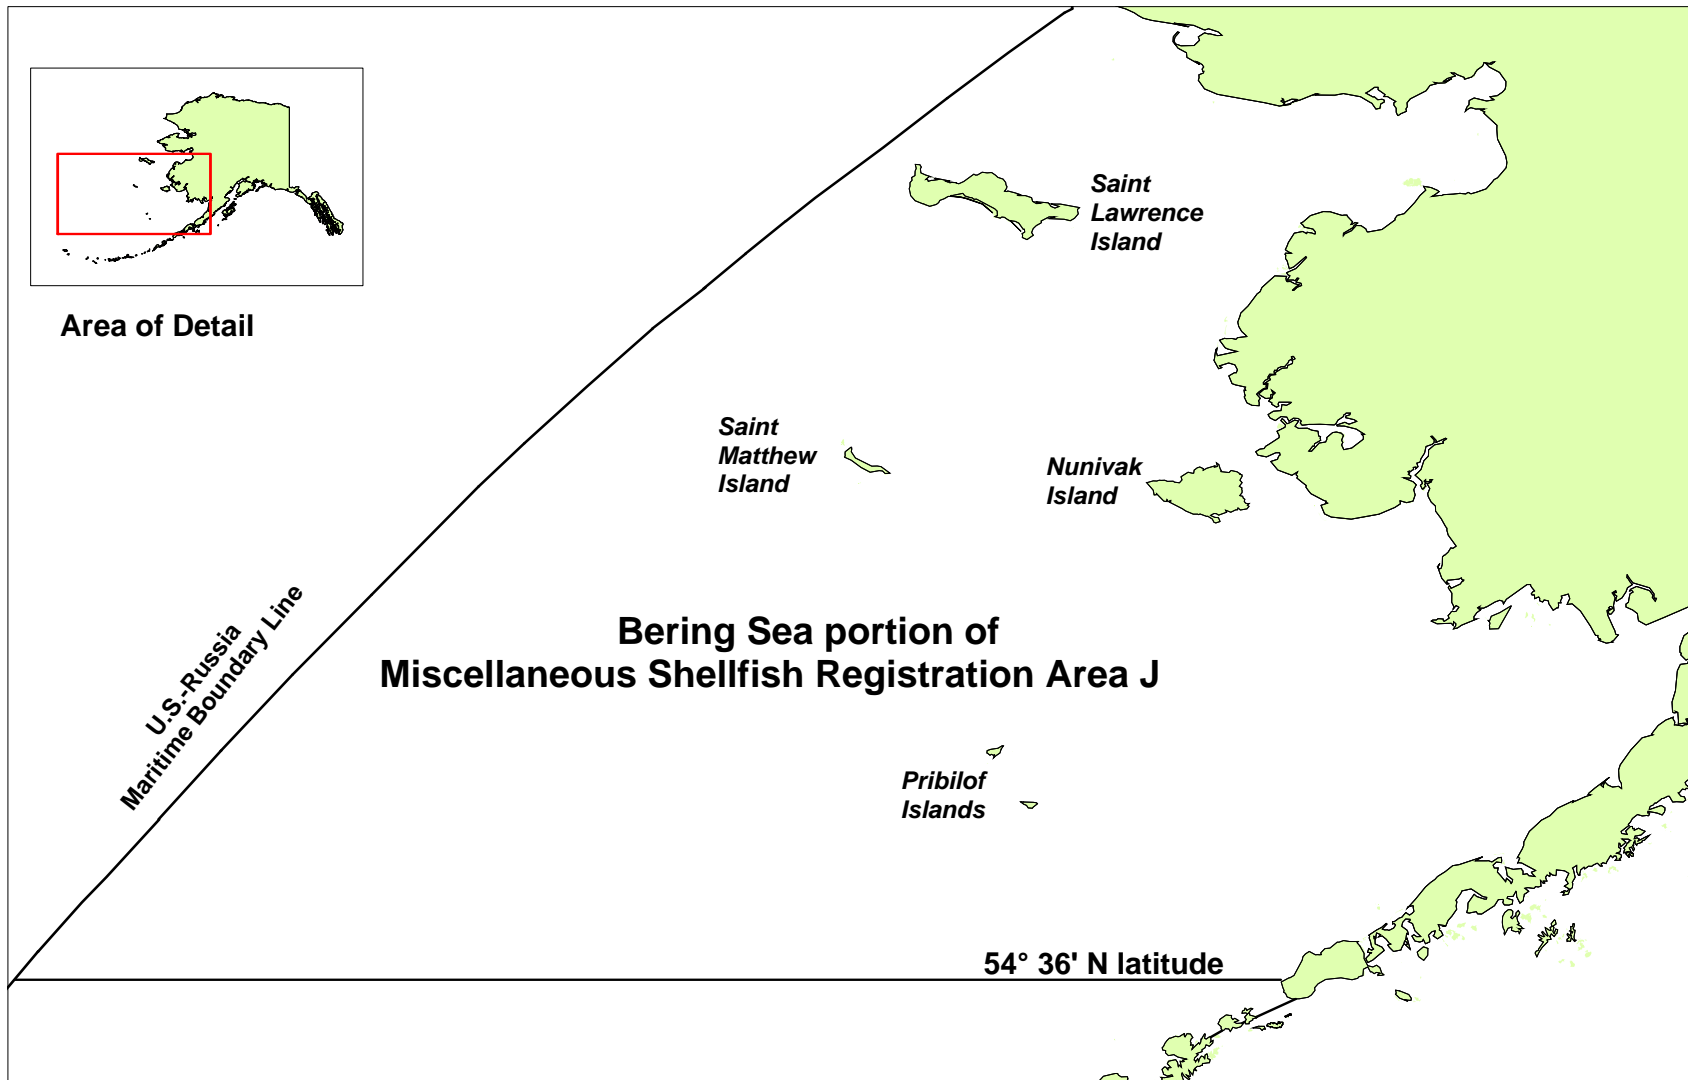 Saint
Lawrence
Island
Area of Detail
Saint
Matthew
Island
Nunivak
Island
Bering Sea portion of
Miscellaneous Shellfish Registration Area J
U.S.-Russia
Maritime Boundary Line
Pribilof
Islands
54° 36' N latitude